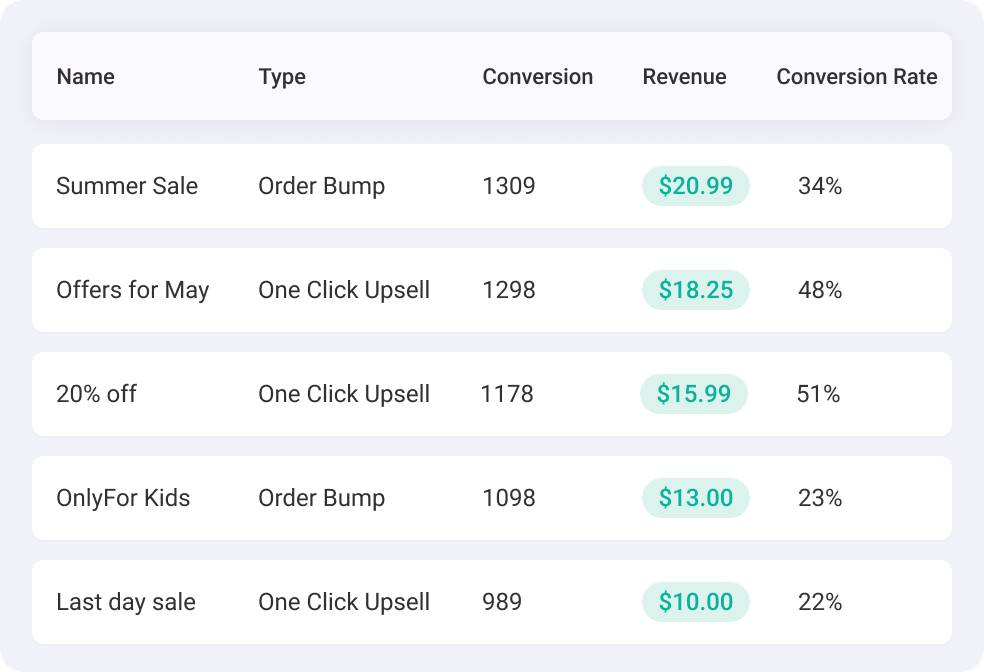 Name Type Conversion Revenue Conversion Rate
Summer Sale Order Bump 1309 $20.99 34%
Offers for May One Click Upsell 1298 $18.25 48%
20% off One Click Upsell 1178 $15.99 51%
OnlyFor Kids Order Bump 1098 $13.00 23%
Last day sale One Click Upsell 989 $10.00 22%